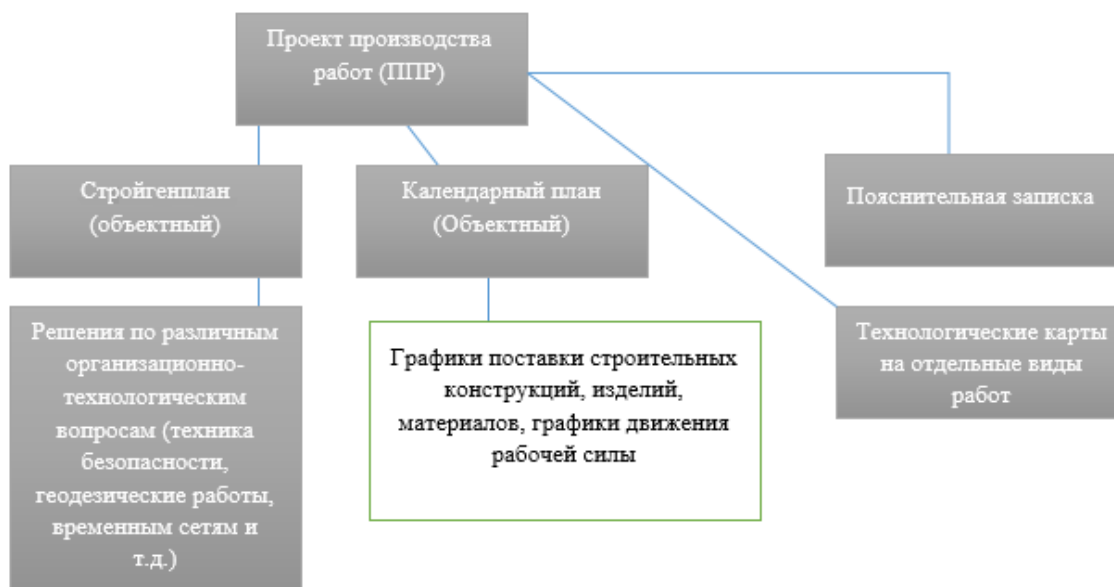 Проект производства
работ (ППР)
Стройгенплан
(объектный)
Календарный план
(Объектный)
Пояснительная записка
Решения по различным
организационно-
технологическим
вопросам (техника
безопасности,
геодезические работы,
временным сетям и
т.д.)
Графики поставки строительных
конструкций, изделий,
материалов, графики движения
рабочей силы
Технологические карты
на отдельные виды
работ